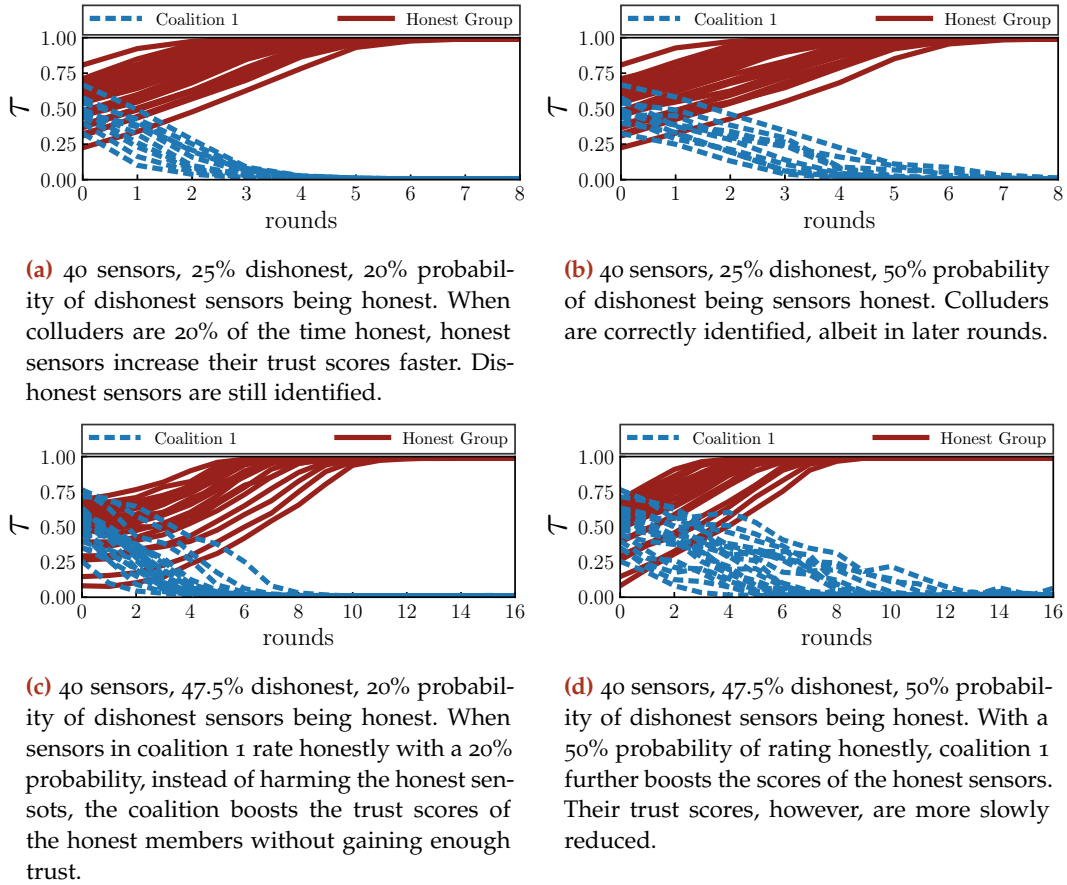 Coalition 1 Honest Group
1.00
0.75
0.50
0.25
0.00
𝒯
0 1 2 3 4 5 6 7 8
rounds
(a) 40 sensors, 25% dishonest, 20% probabil-
ity of dishonest sensors being honest. When
colluders are 20% of the time honest, honest
sensors increase their trust scores faster. Dis-
honest sensors are still identified.
Coalition 1 Honest Group
1.00
0.75
0.50
0.25
0.00
𝒯
0 1 2 3 4 5 6 7 8
rounds
(b) 40 sensors, 25% dishonest, 50% probability
of dishonest being sensors honest. Colluders
are correctly identified, albeit in later rounds.
Coalition 1 Honest Group
1.00
0.75
0.50
0.25
0.00
𝒯
0 2 4 6 8 10 12 14 16
rounds
(c) 40 sensors, 47.5% dishonest, 20% probabil-
ity of dishonest sensors being honest. When
sensors in coalition 1 rate honestly with a 20%
probability, instead of harming the honest sen-
sots, the coalition boosts the trust scores of
the honest members without gaining enough
trust.
Coalition 1 Honest Group
1.00
0.75
0.50
0.25
0.00
𝒯
0 2 4 6 8 10 12 14 16
rounds
(d) 40 sensors, 47.5% dishonest, 50% probabil-
ity of dishonest sensors being honest. With a
50% probability of rating honestly, coalition 1
further boosts the scores of the honest sensors.
Their trust scores, however, are more slowly
reduced.